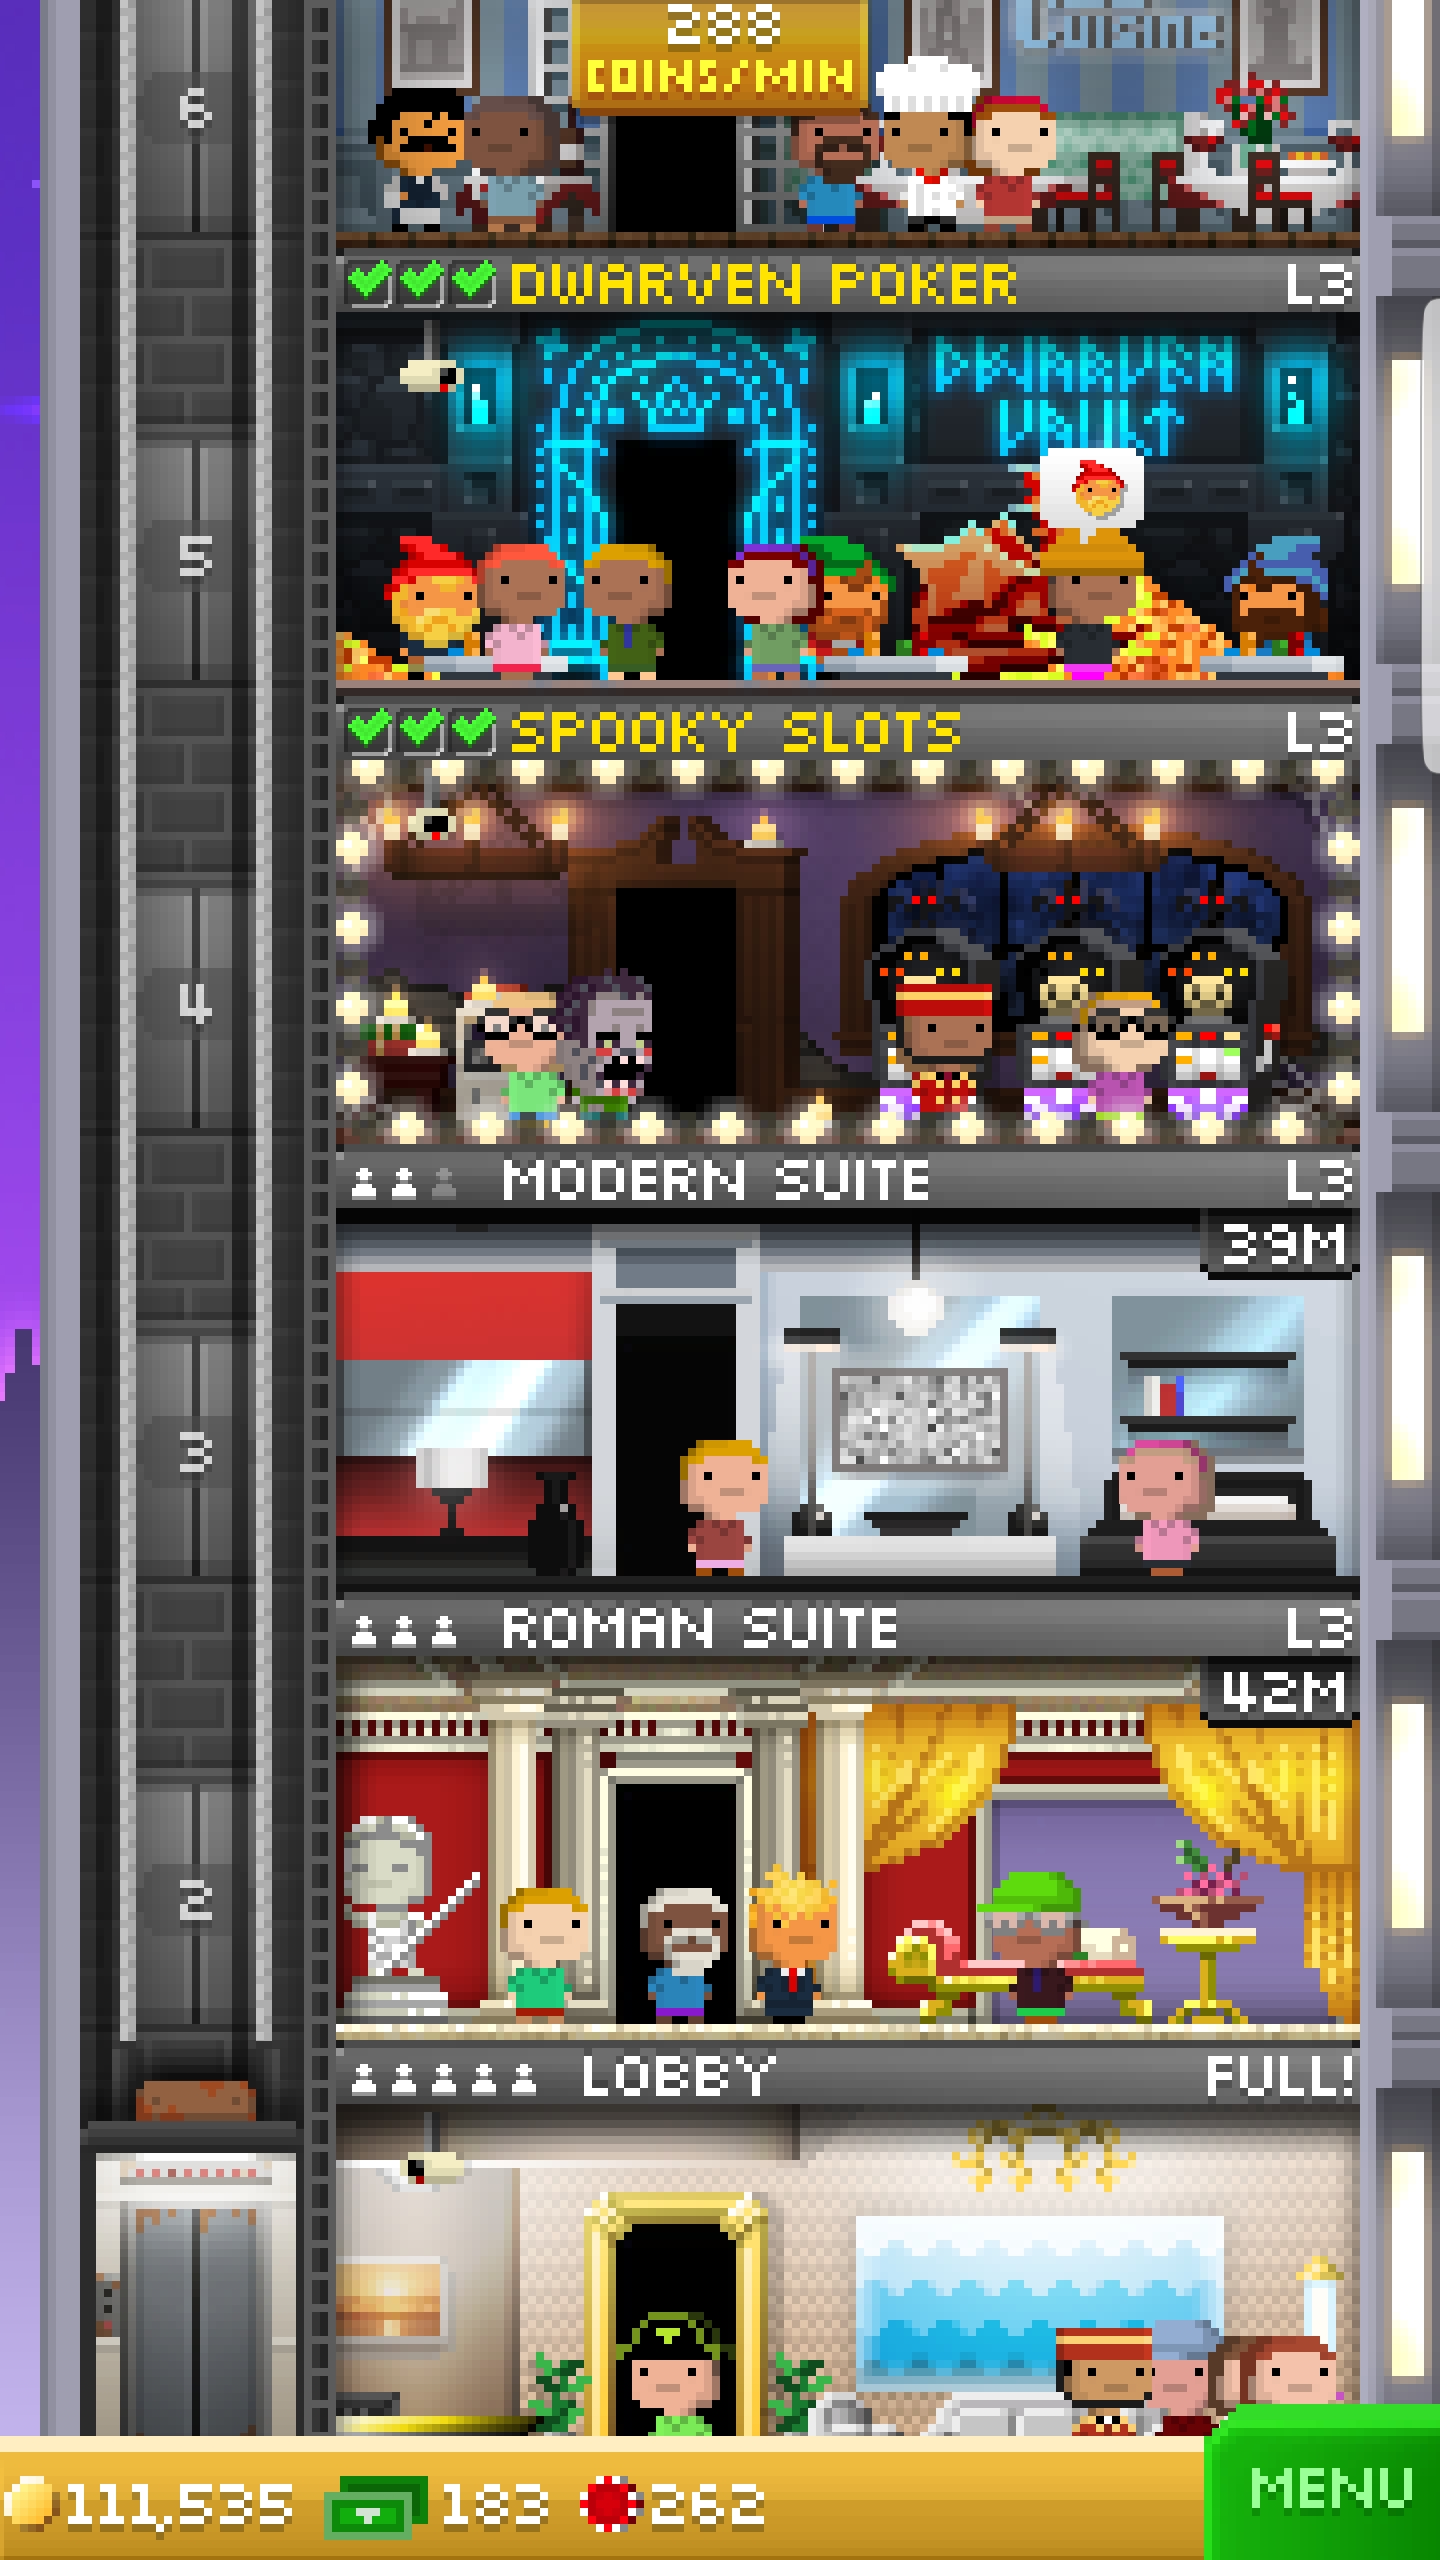 288
COINS/MIN
Cuisine
6
DWARVEN POKER L3
DWARVEN
VAULT
5
SPOOKY SLOTS L3
4
MODERN SUITE L3
39M
3
ROMAN SUITE L3
42M
2
LOBBY FULL!
111,535 183 262 MENU